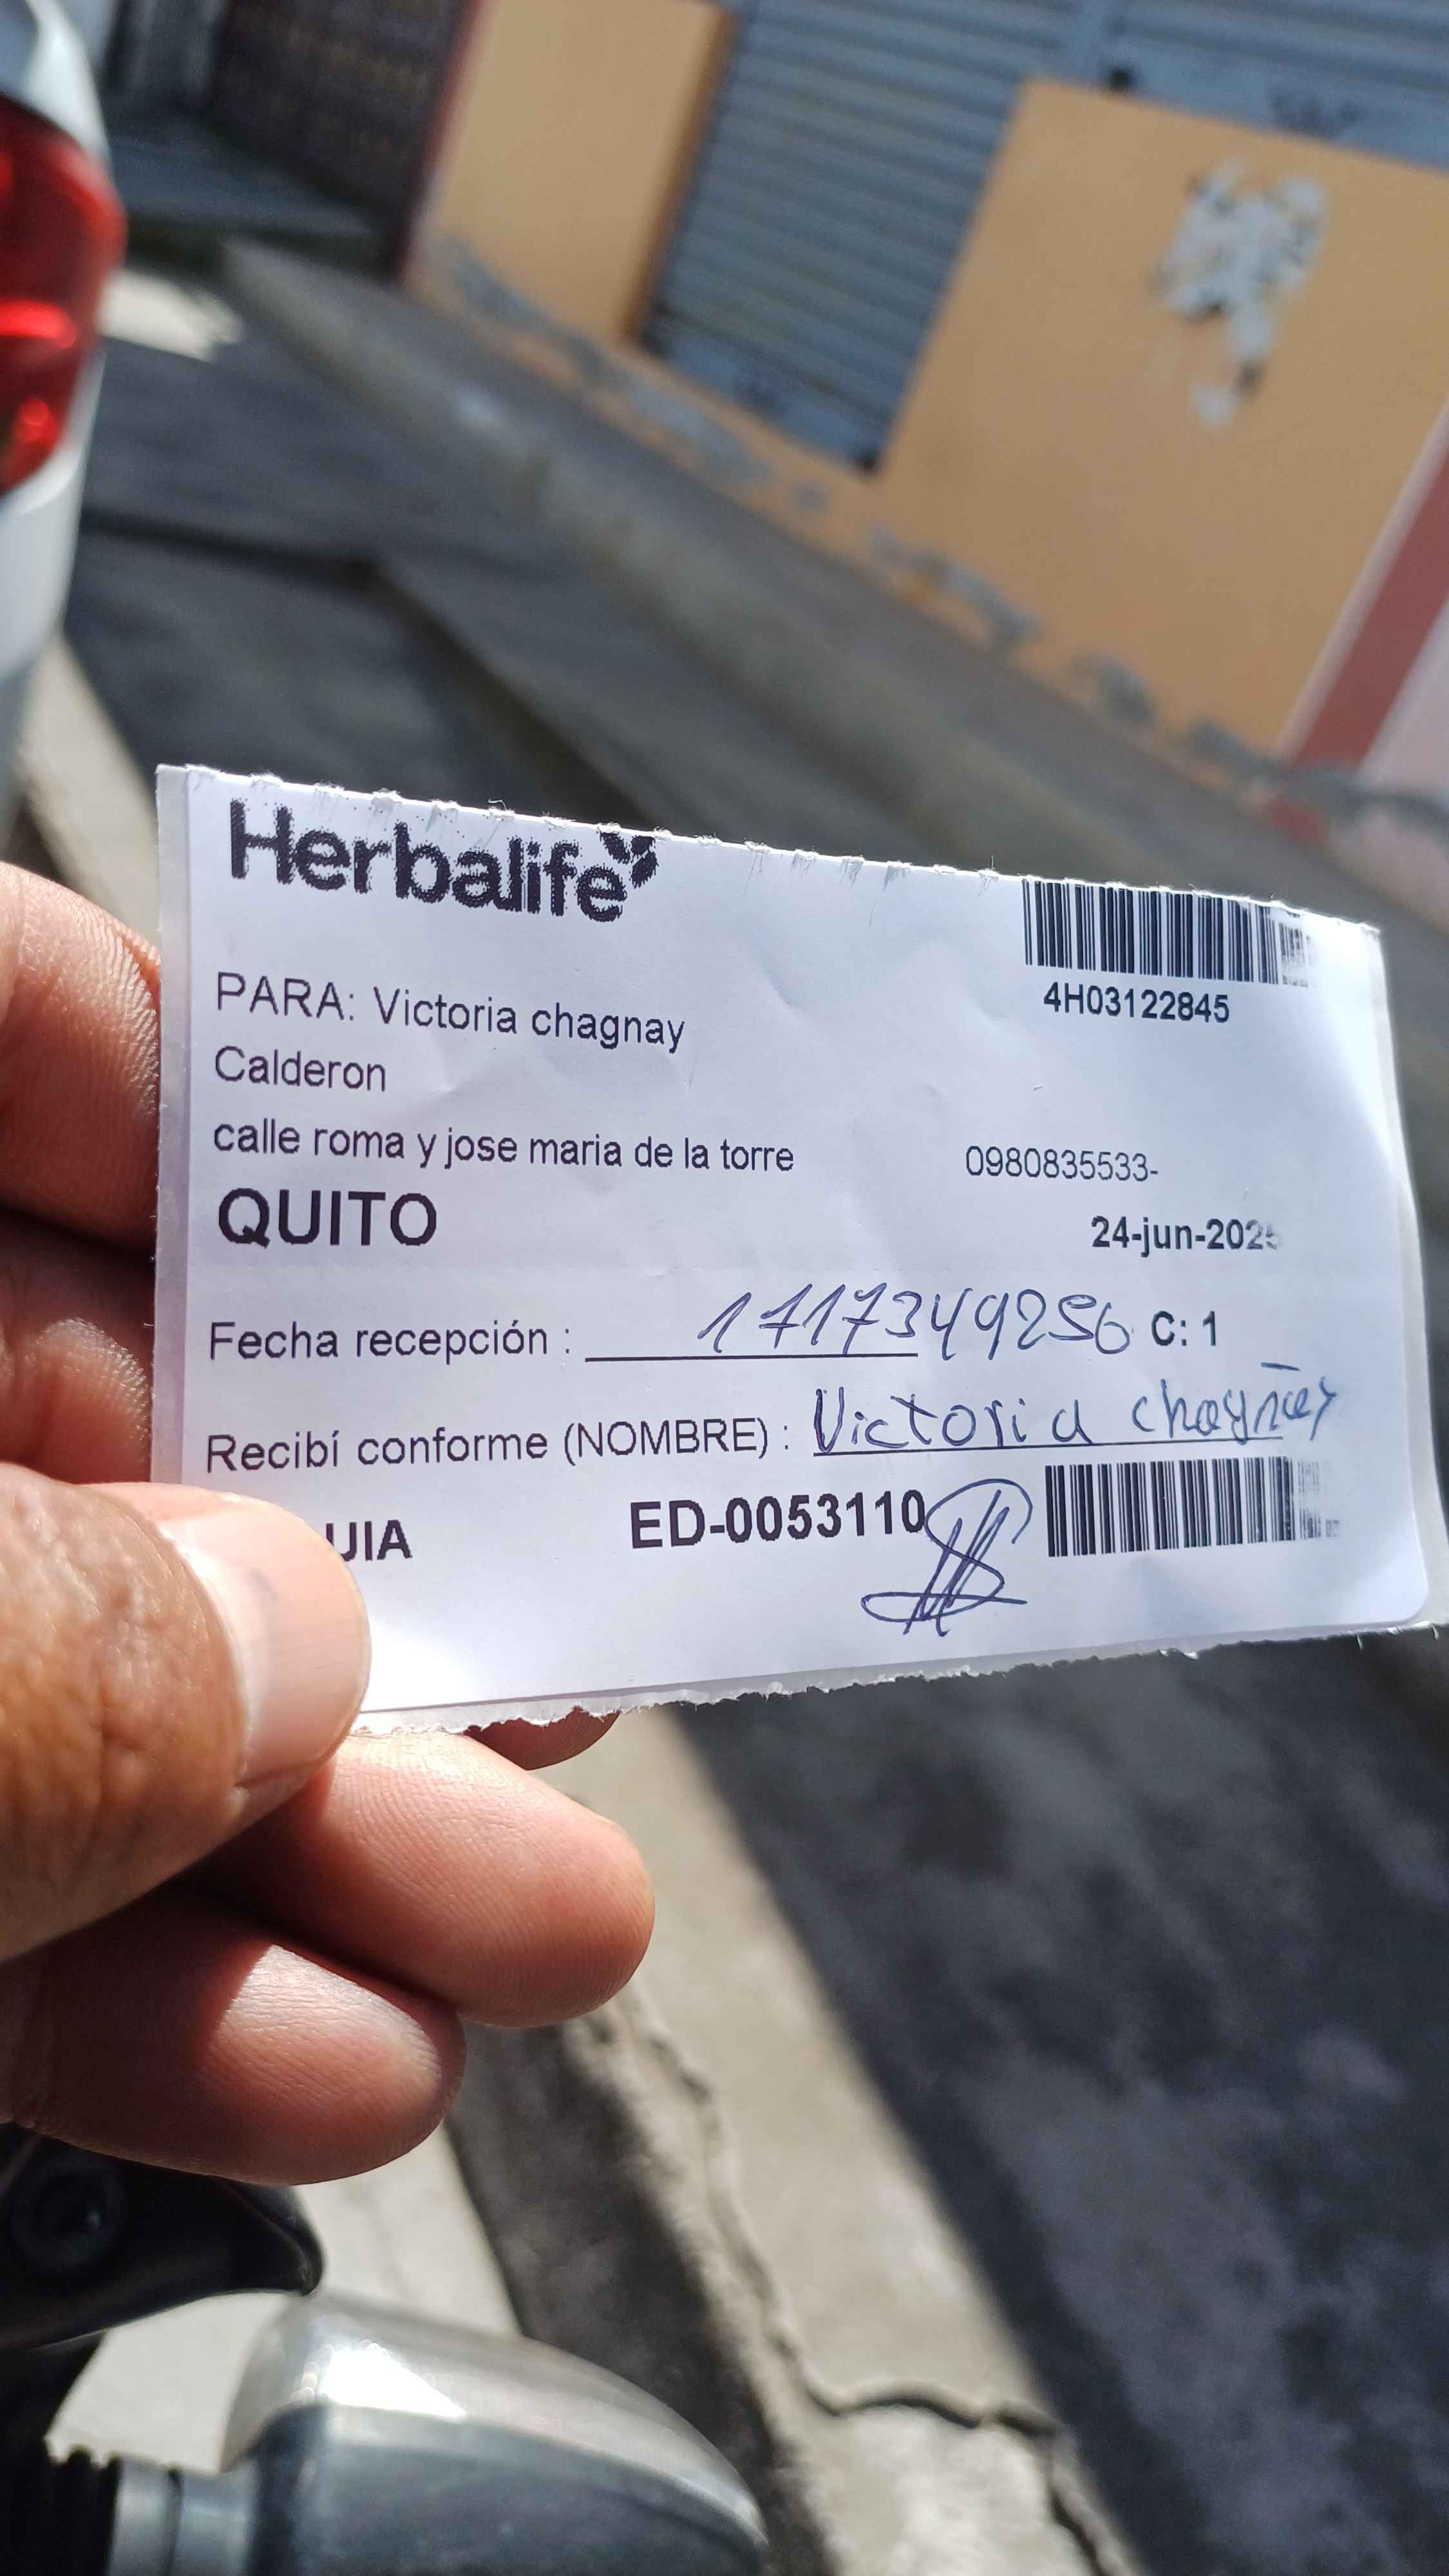 Herbalife
4H03122845
PARA: Victoria chagnay
Calderon
calle roma y jose maria de la torre 0980835533-
QUITO 24-jun-2025
Fecha recepción : 1717349256 C: 1
Recibí conforme (NOMBRE) : Victoria chagñay
UIA ED-0053110